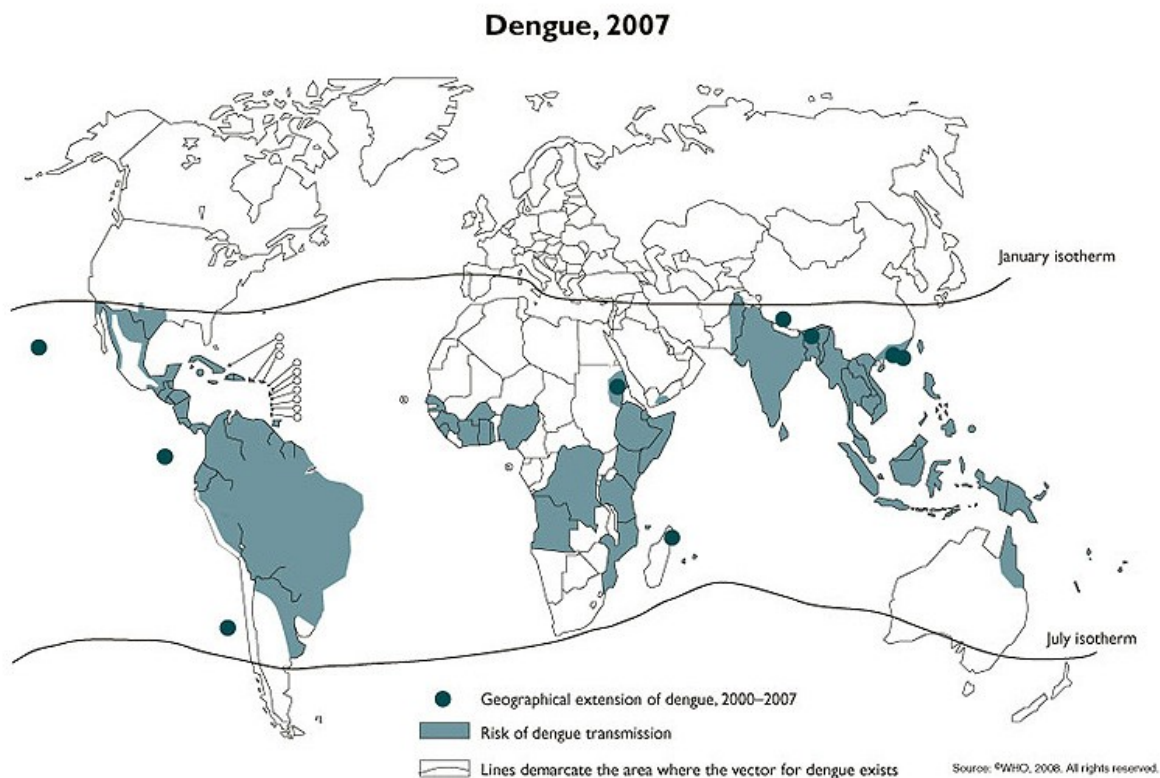 Dengue, 2007
January isotherm
July isotherm
Geographical extension of dengue, 2000–2007
Risk of dengue transmission
Lines demarcate the area where the vector for dengue exists
Source: ©WHO, 2008. All rights reserved.